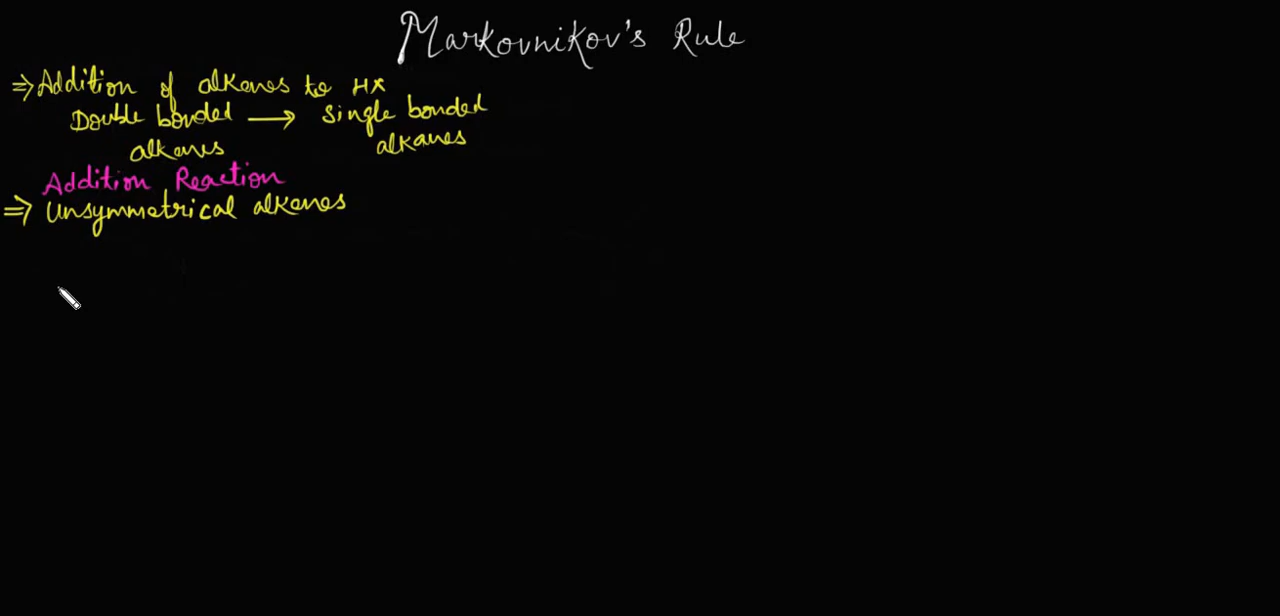 Markovnikov's Rule
⇒ Addition of alkenes to HX
Double bonded → Single bonded
alkenes alkanes
Addition Reaction
⇒ Unsymmetrical alkenes